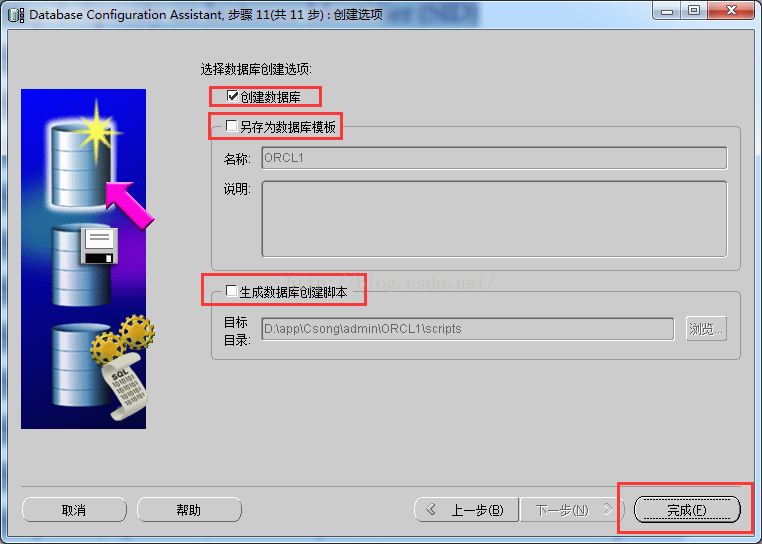 Database Configuration Assistant, 步骤 11(共 11 步) : 创建选项
选择数据库创建选项:
创建数据库
另存为数据库模板
名称:
ORCL1
说明:
生成数据库创建脚本
blog.csdn.net/
目标
目录:
D:\app\Csong\admin\ORCL1\scripts
浏览...
SQL
取消
帮助
上一步(B)
下一步(N)
完成(F)